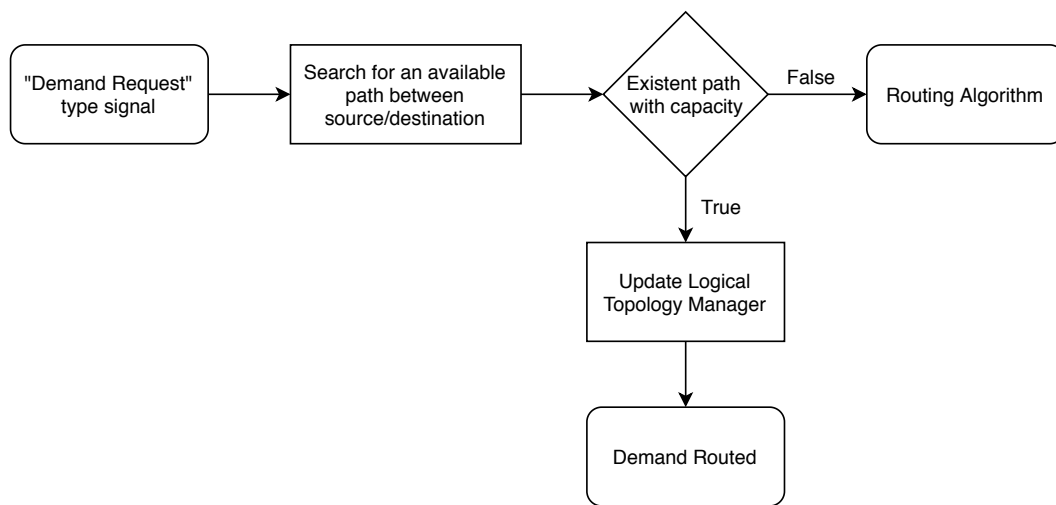 "Demand Request"
type signal
Search for an available
path between
source/destination
Existent path
with capacity
False
Routing Algorithm
True
Update Logical
Topology Manager
Demand Routed